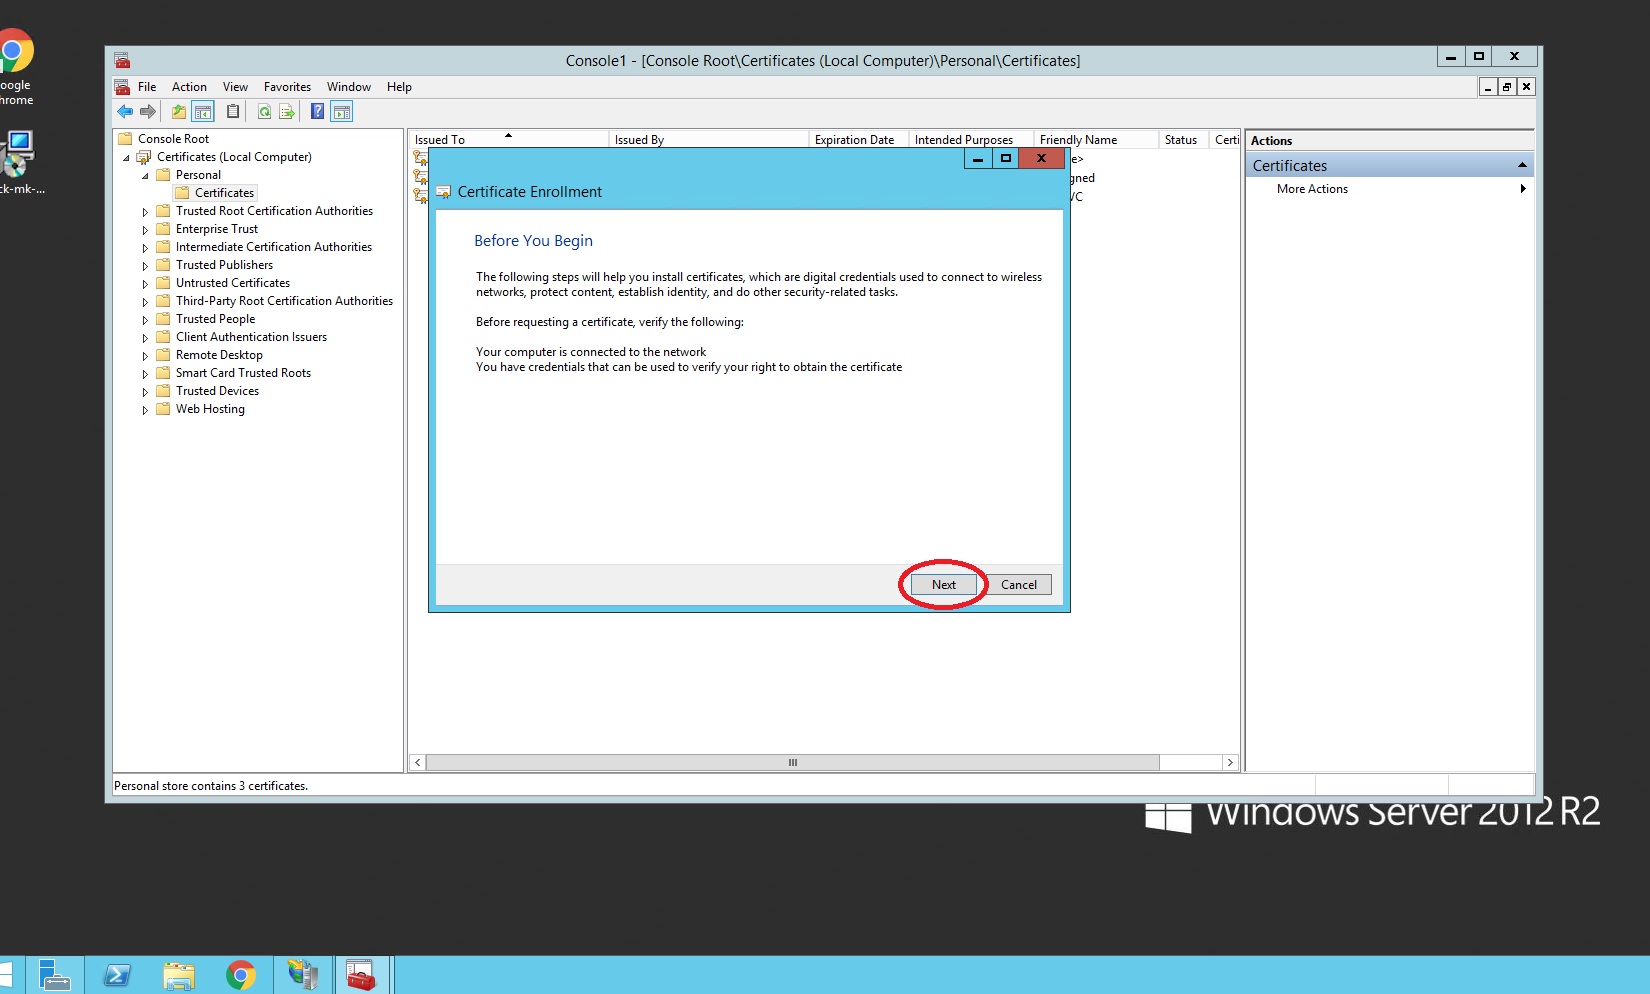 oogle
hrome
ck-mk-...
Console1 - [Console Root\Certificates (Local Computer)\Personal\Certificates]
File Action View Favorites Window Help
Console Root
Certificates (Local Computer)
Personal
Certificates
Trusted Root Certification Authorities
Enterprise Trust
Intermediate Certification Authorities
Trusted Publishers
Untrusted Certificates
Third-Party Root Certification Authorities
Trusted People
Client Authentication Issuers
Remote Desktop
Smart Card Trusted Roots
Trusted Devices
Web Hosting
Issued To Issued By Expiration Date Intended Purposes Friendly Name Status Certi
e>
gned
VC
Certificate Enrollment
Before You Begin
The following steps will help you install certificates, which are digital credentials used to connect to wireless
networks, protect content, establish identity, and do other security-related tasks.
Before requesting a certificate, verify the following:
Your computer is connected to the network
You have credentials that can be used to verify your right to obtain the certificate
Next Cancel
Actions
Certificates
More Actions
Personal store contains 3 certificates.
Windows Server 2012 R2